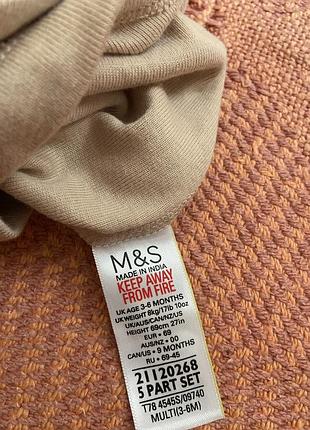 M&S
MADE IN INDIA
KEEP AWAY
FROM FIRE
UK AGE 3-6 MONTHS
UK WEIGHT 8kg/17lb 10oz
UK/AUS/CAN/NZ/US
HEIGHT 69cm 27in
EUR = 69
AUS/NZ = 00
CAN/US = 9 MONTHS
RU = 69-45
21120268
5 PART SET
T78 4545S/09740
MULTI(3-6M)